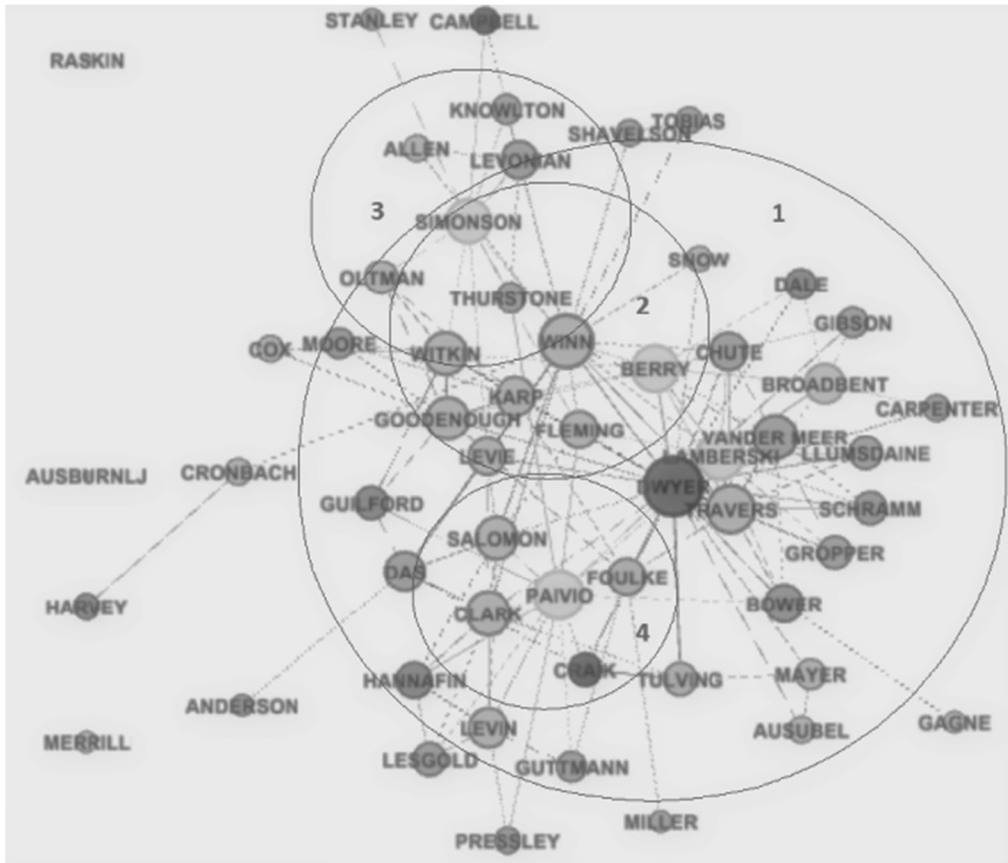 STANLEY
CAMPBELL
RASKIN
KNOWLTON
TOBIAS
SHAVELSON
ALLEN
LEVONIAN
3
1
SIMONSON
SNOW
OLTMAN
DALE
THURSTONE
2
GIBSON
COX
MOORE
WITKIN
WINN
CHUTE
BERRY
BROADBENT
KARP
CARPENTER
GOODENOUGH
FLEMING
VANDER MEER
LEVIE
LAMBERSKI
LLUMSDAINE
AUSBURNLJ
CRONBACH
DWYER
GUILFORD
TRAVERS
SCHRAMM
SALOMON
GROPPER
DAS
FOULKE
PAIVIO
HARVEY
CLARK
BOWER
4
HANNAFIN
CRAIK
TULVING
MAYER
ANDERSON
GAGNE
LEVIN
AUSUBEL
MERRILL
LESGOLD
GUTTMANN
MILLER
PRESSLEY